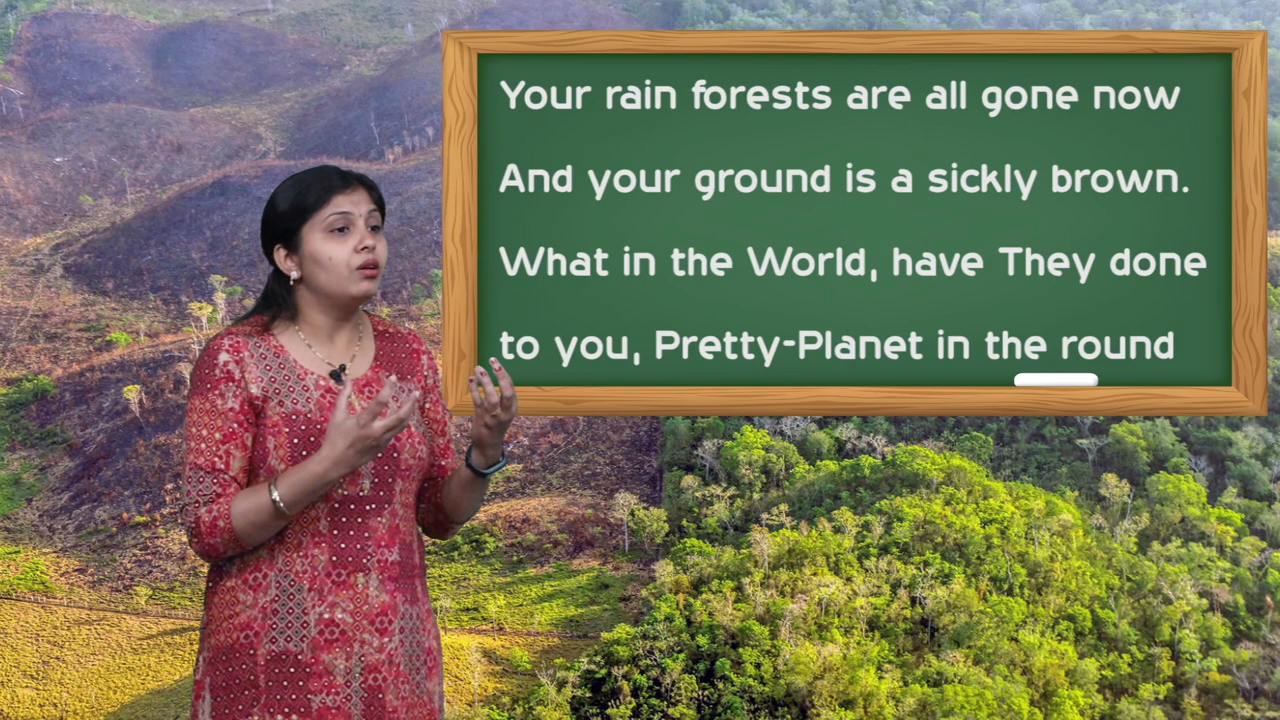 Your rain forests are all gone now
And your ground is a sickly brown.
What in the World, have They done
to you, Pretty-Planet in the round